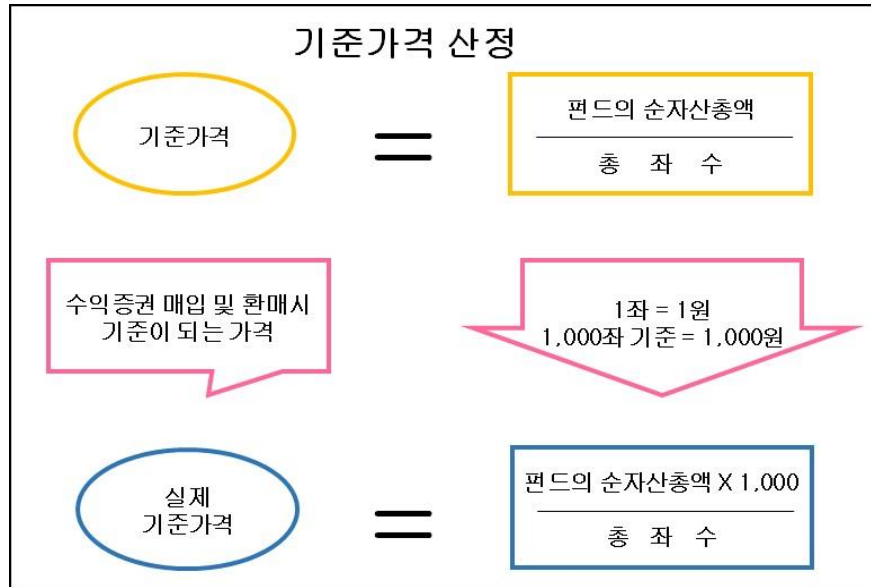 기준가격 산정
기준가격
=
펀드의 순자산총액
총 좌 수
수익증권 매입 및 환매시
기준이 되는 가격
1좌 = 1원
1,000좌 기준 = 1,000원
실제
기준가격
=
펀드의 순자산총액 X 1,000
총 좌 수